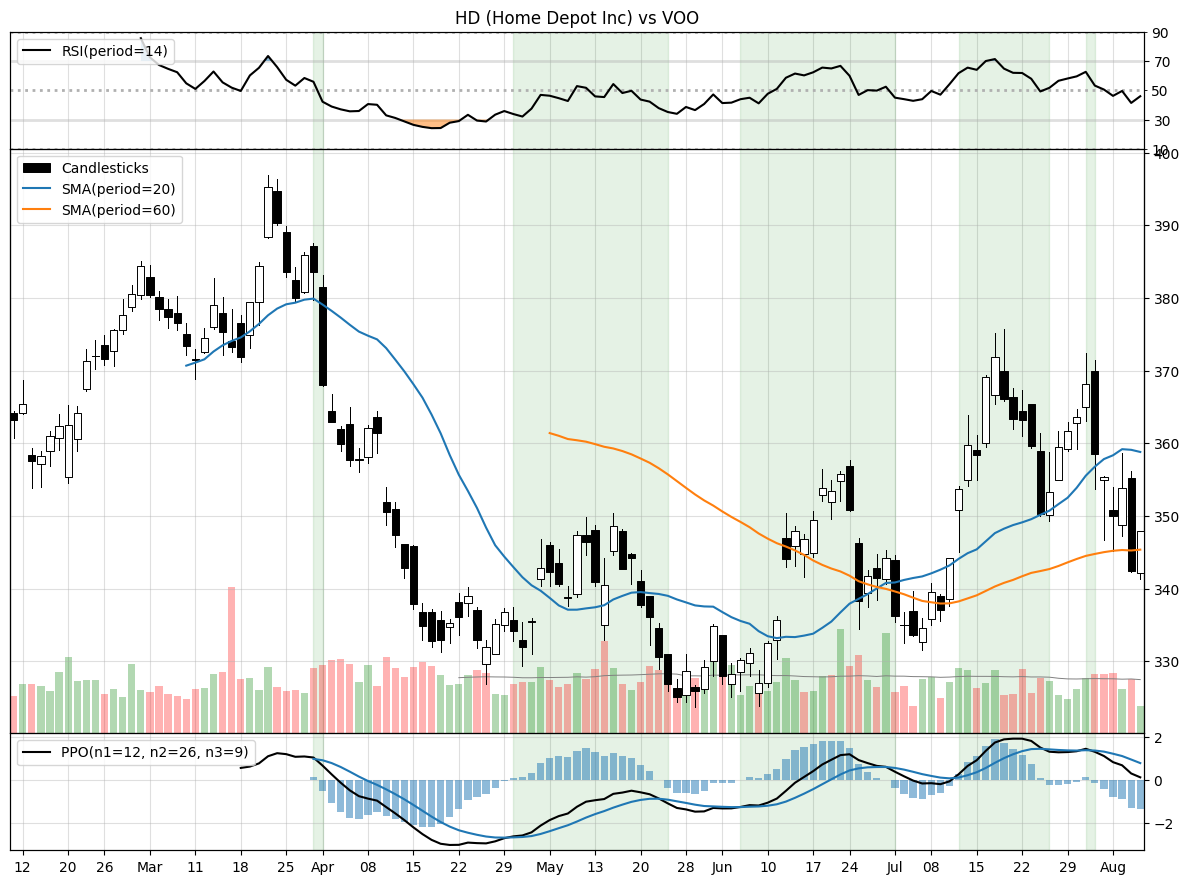 HD (Home Depot Inc) vs VOO
RSI(period=14)
90
70
50
30
10
Candlesticks
SMA(period=20)
SMA(period=60)
400
390
380
370
360
350
340
330
PPO(n1=12, n2=26, n3=9)
2
0
−2
12 20 26 Mar 11 18 25 Apr 08 15 22 29 May 13 20 28 Jun 10 17 24 Jul 08 15 22 29 Aug